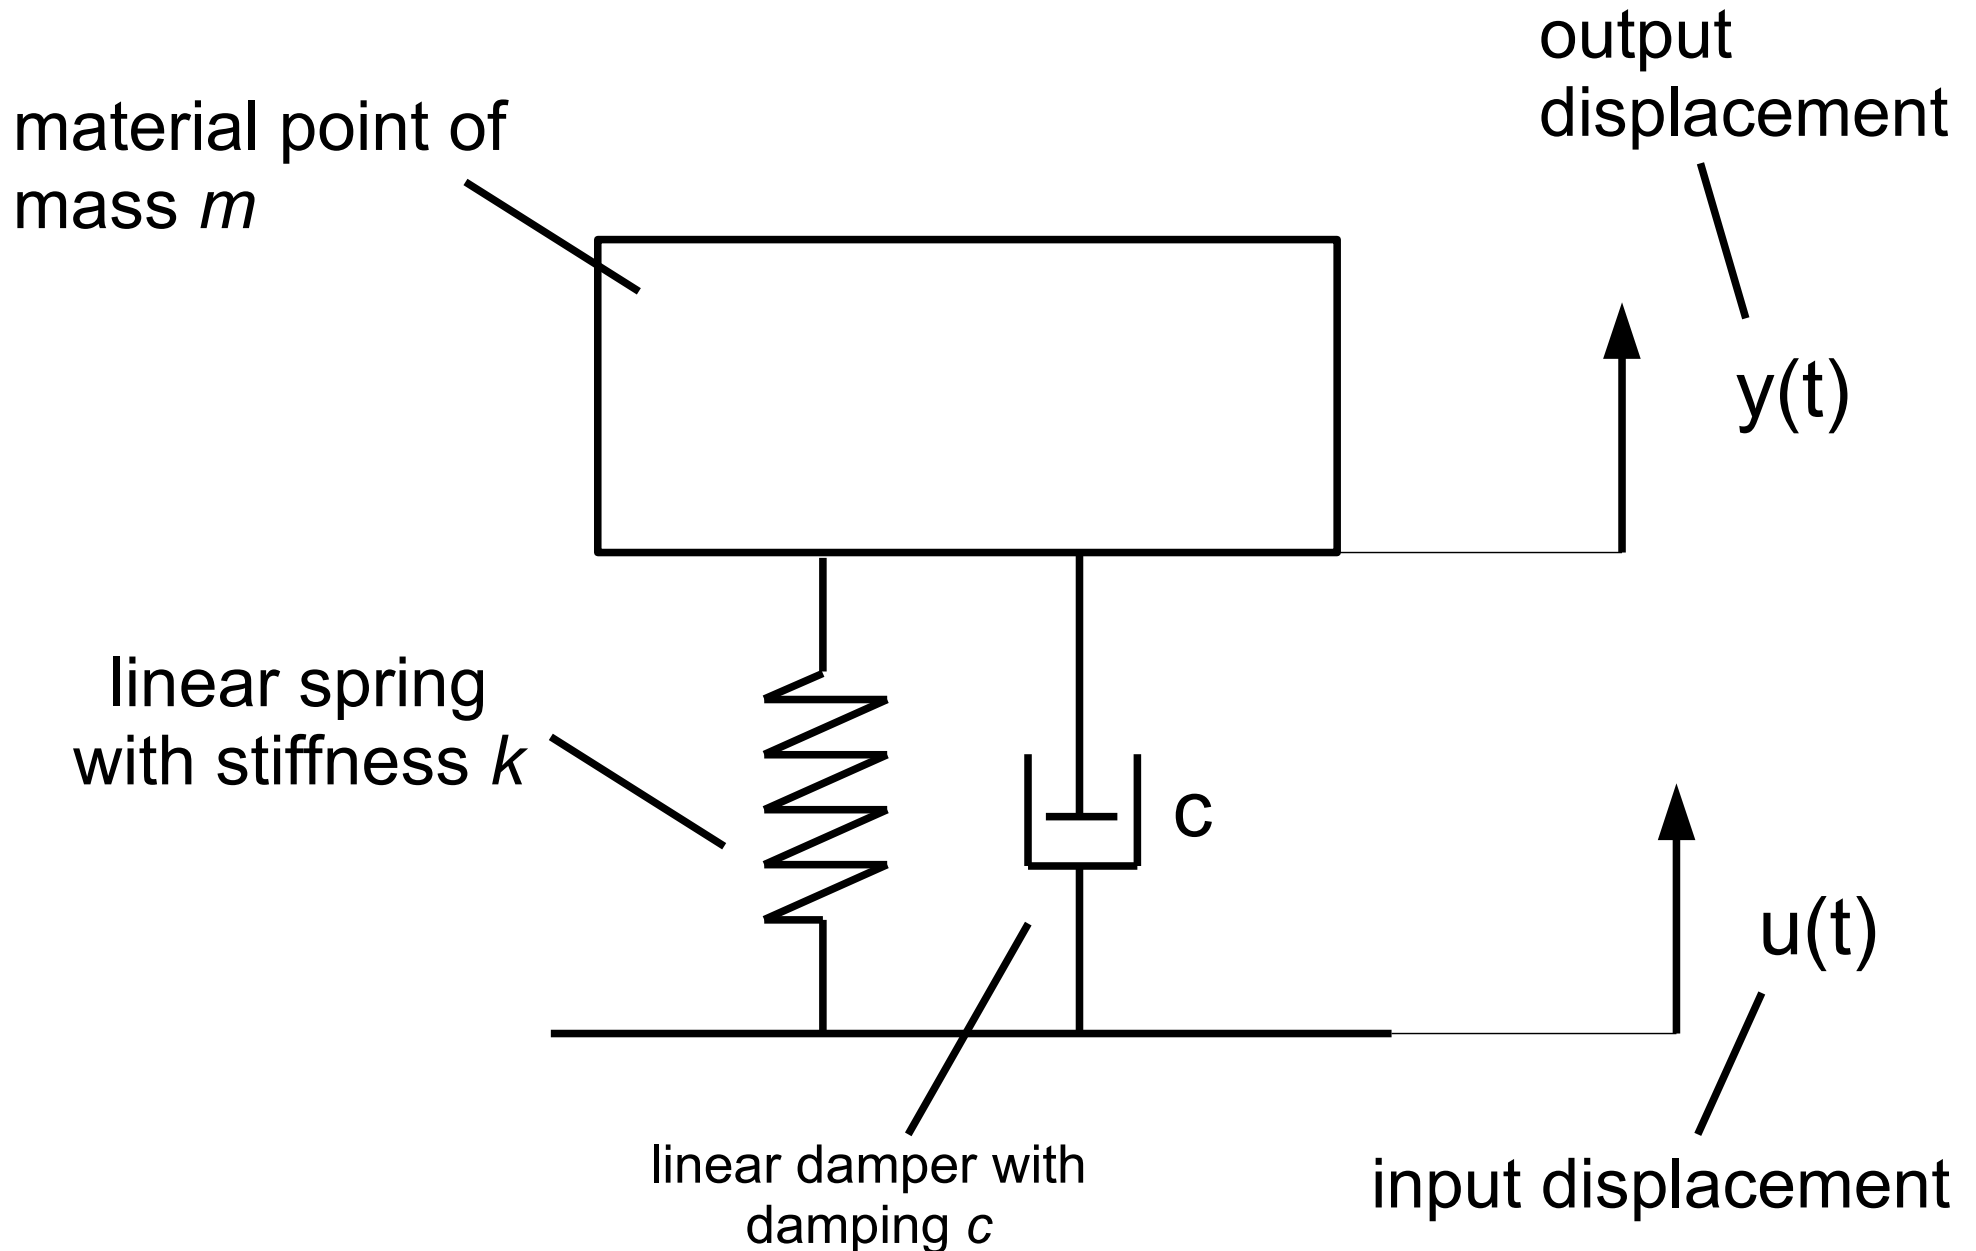 output
displacement
material point of
mass m
y(t)
linear spring
with stiffness k
c
u(t)
linear damper with
damping c
input displacement